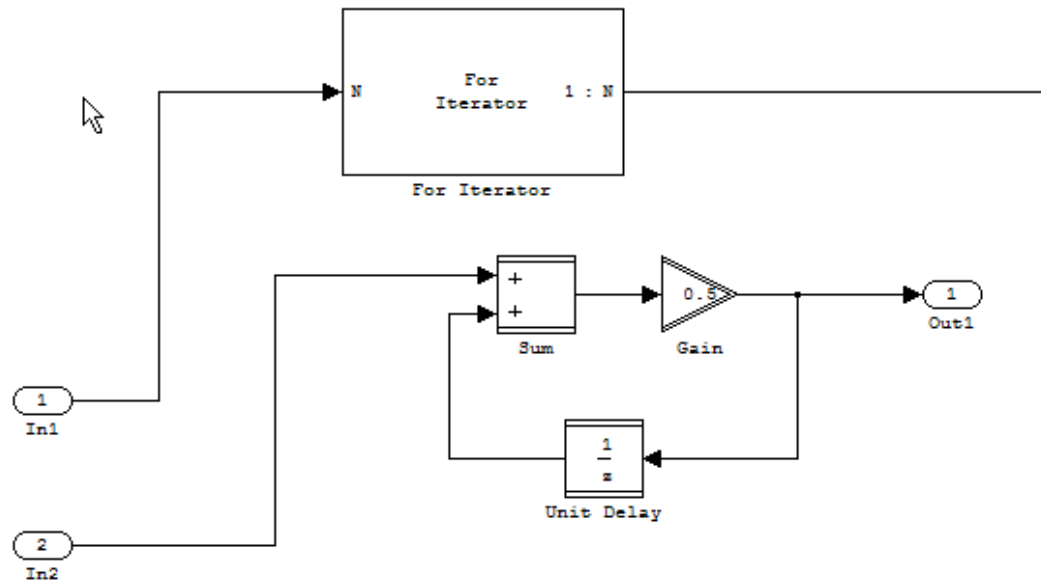 For
N
Iterator
1 : N
For Iterator
+
+
0.5
1
Out1
Sum
Gain
1
In1
1
z
Unit Delay
2
In2